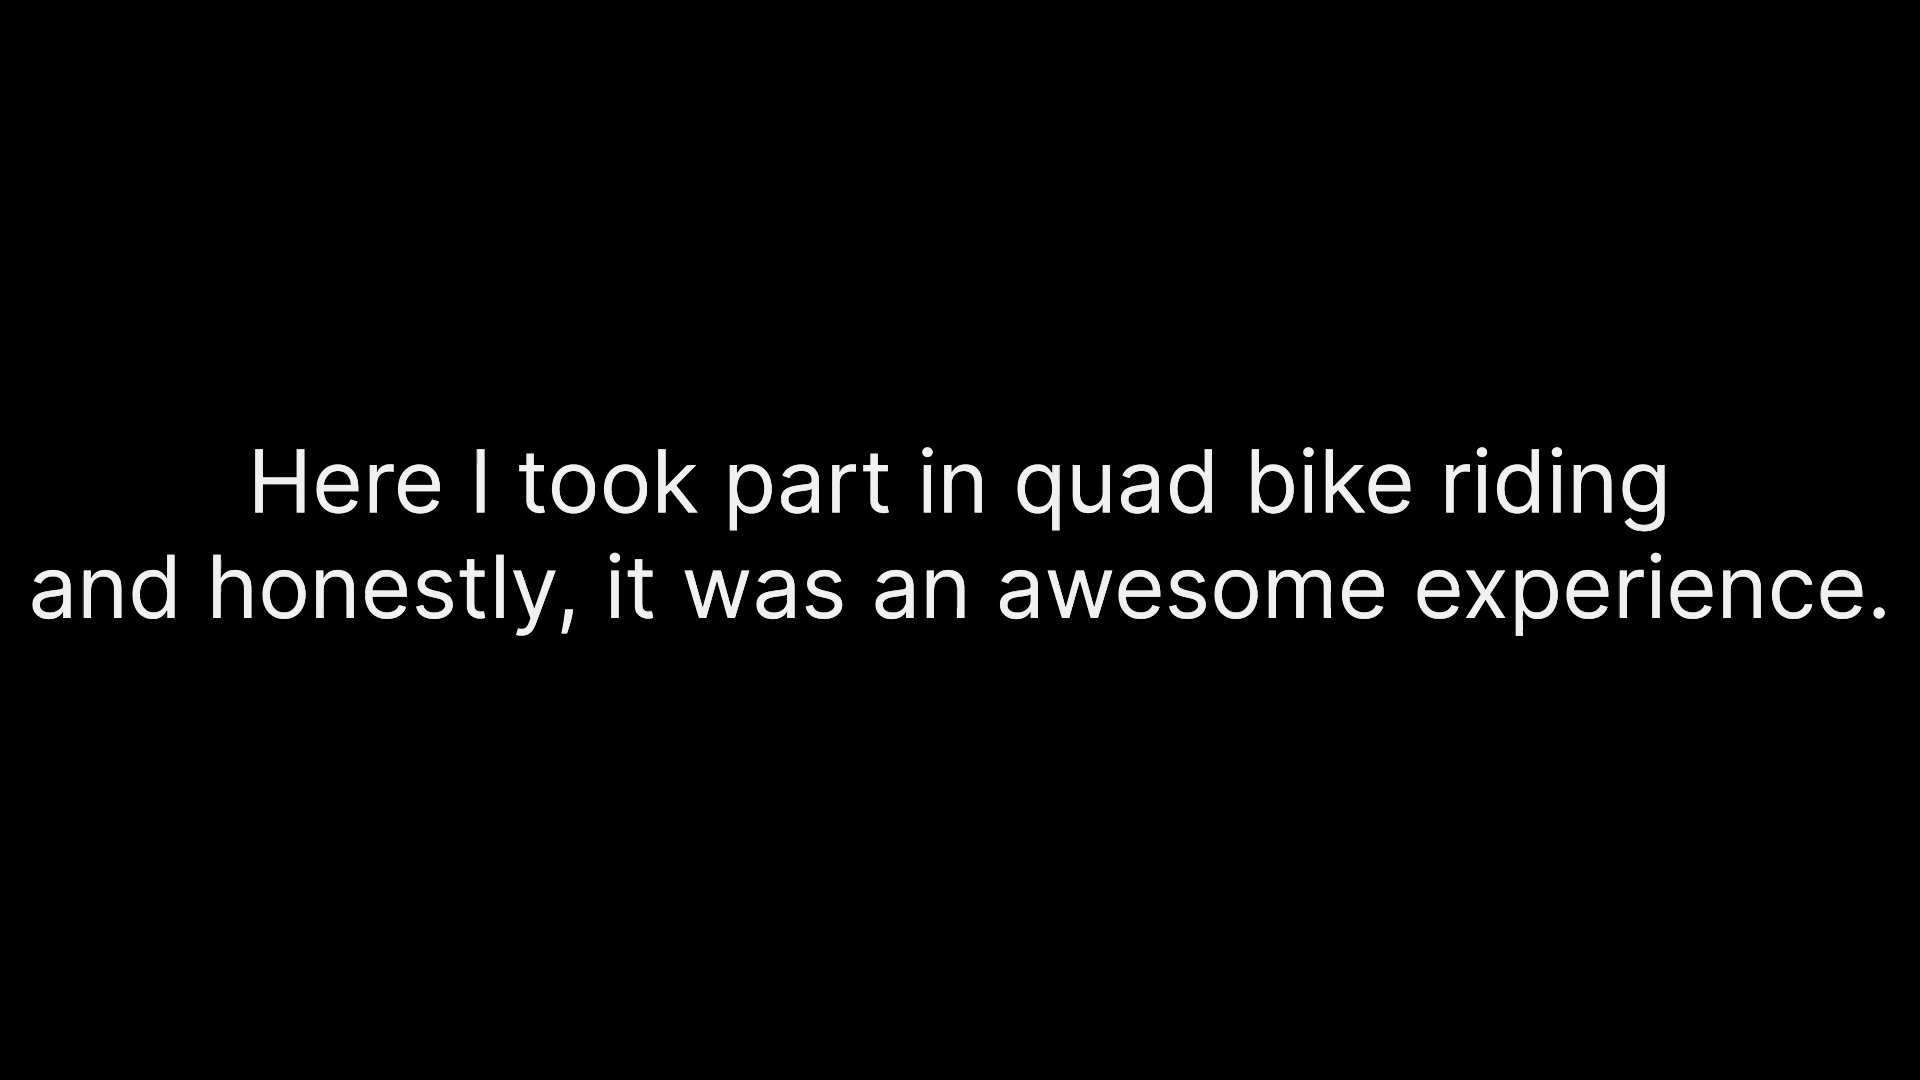 Here I took part in quad bike riding
and honestly, it was an awesome experience.